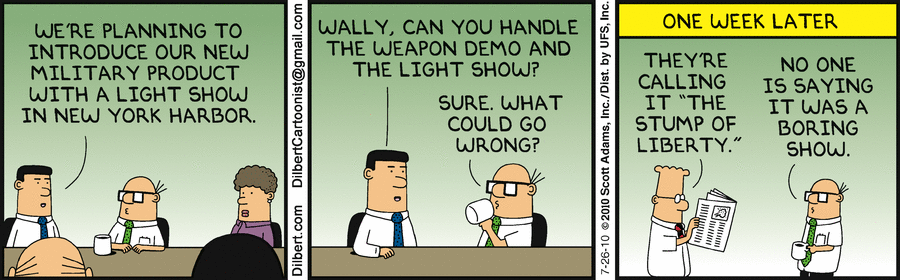 WE'RE PLANNING TO
INTRODUCE OUR NEW
MILITARY PRODUCT
WITH A LIGHT SHOW
IN NEW YORK HARBOR.
Dilbert.com DilbertCartoonist@gmail.com
WALLY, CAN YOU HANDLE
THE WEAPON DEMO AND
THE LIGHT SHOW?
SURE. WHAT
COULD GO
WRONG?
7-26-10 © 2010 Scott Adams, Inc./Dist. by UFS, Inc.
ONE WEEK LATER
THEY'RE
CALLING
IT "THE
STUMP OF
LIBERTY."
NO ONE
IS SAYING
IT WAS A
BORING
SHOW.